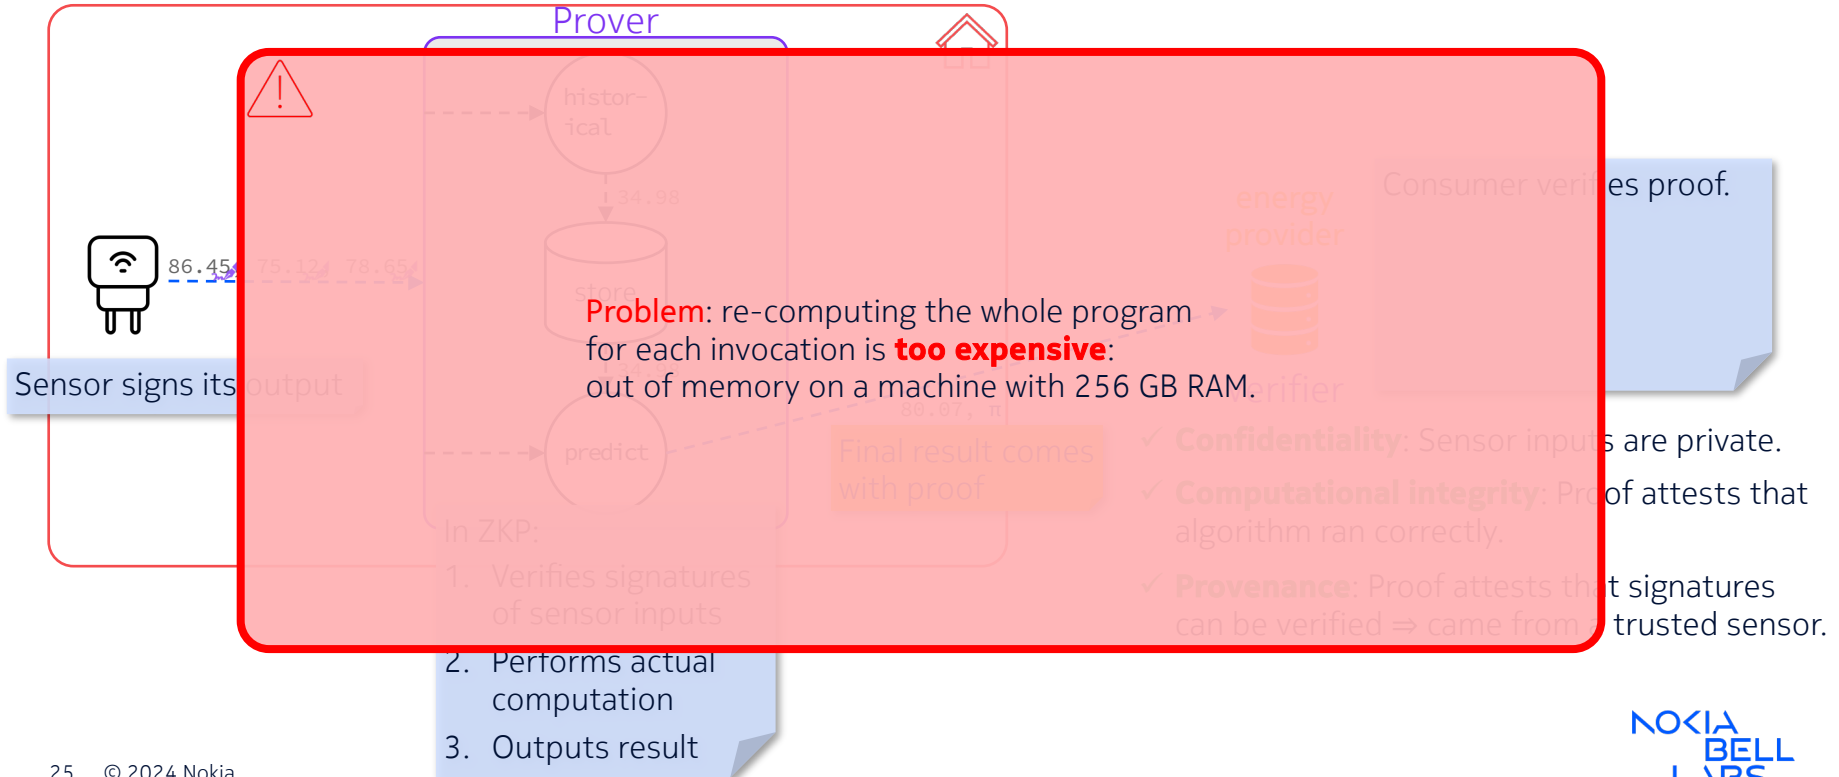 Prover
histor-
ical
34.98
energy
provider
Consumer verifies proof.
86.45, 75.12, 78.65,
store
Problem: re-computing the whole program
for each invocation is too expensive:
out of memory on a machine with 256 GB RAM.
Sensor signs its output
verifier
80.07, π
predict
Final result comes
with proof
✓ Confidentiality: Sensor inputs are private.
✓ Computational integrity: Proof attests that
algorithm ran correctly.
✓ Provenance: Proof attests that signatures
can be verified ⇒ came from a trusted sensor.
In ZKP:
1. Verifies signatures
of sensor inputs
2. Performs actual
computation
3. Outputs result
25 © 2024 Nokia
NOKIA
BELL
LABS